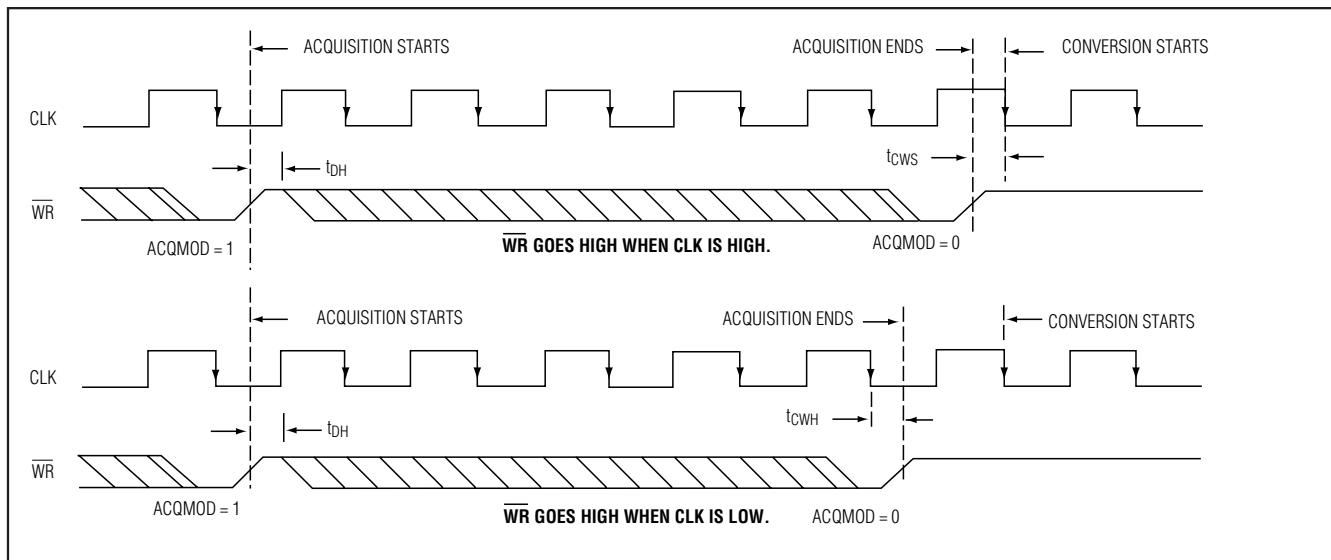 ACQUISITION STARTS
ACQUISITION ENDS
CONVERSION STARTS
CLK
tCWS
tDH
WR
ACQMOD = 1
WR GOES HIGH WHEN CLK IS HIGH.
ACQMOD = 0
ACQUISITION STARTS
ACQUISITION ENDS
CONVERSION STARTS
CLK
tCWH
tDH
WR
ACQMOD = 1
WR GOES HIGH WHEN CLK IS LOW.
ACQMOD = 0